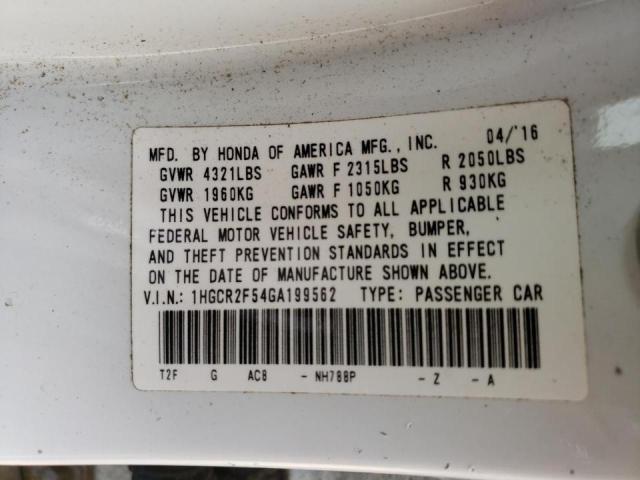 MFD. BY HONDA OF AMERICA MFG., INC. 04/'16
GVWR 4321LBS GAWR F 2315LBS R 2050LBS
GVWR 1960KG GAWR F 1050KG R 930KG
THIS VEHICLE CONFORMS TO ALL APPLICABLE
FEDERAL MOTOR VEHICLE SAFETY, BUMPER,
AND THEFT PREVENTION STANDARDS IN EFFECT
ON THE DATE OF MANUFACTURE SHOWN ABOVE.
V.I.N.: 1HGCR2F54GA199562 TYPE: PASSENGER CAR
T2F G AC8 - NH788P - Z - A